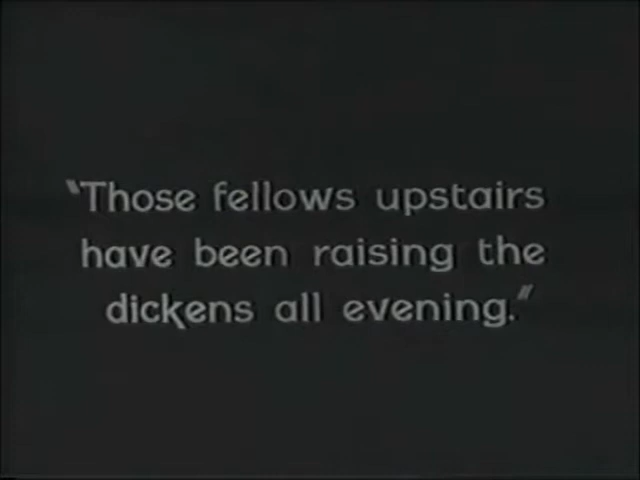 "Those fellows upstairs
have been raising the
dickens all evening."